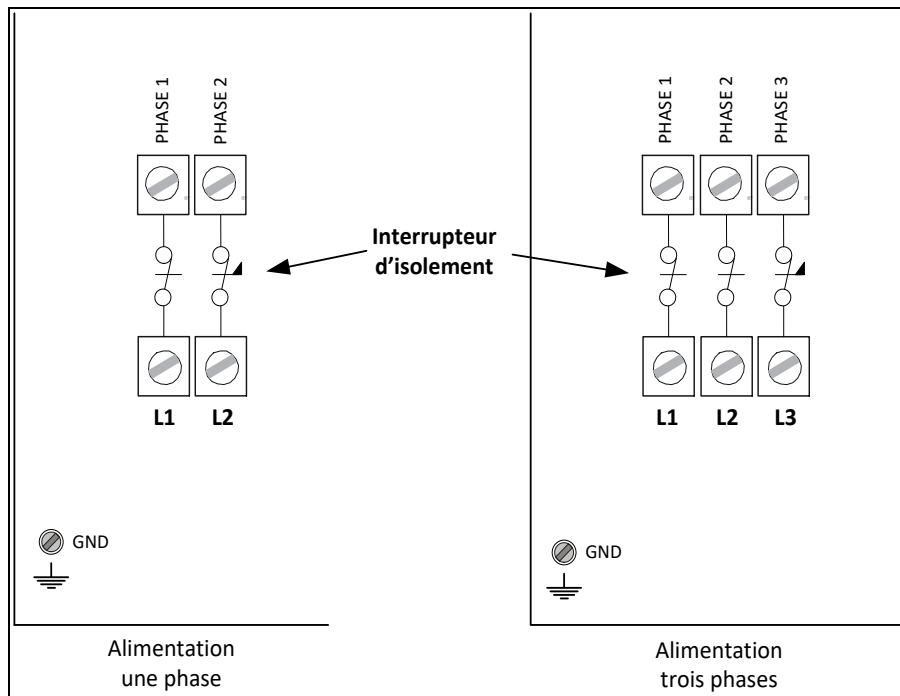 PHASE 1
PHASE 2
L1
L2
GND
Alimentation
une phase
Interrupteur
d’isolement
PHASE 1
PHASE 2
PHASE 3
L1
L2
L3
GND
Alimentation
trois phases